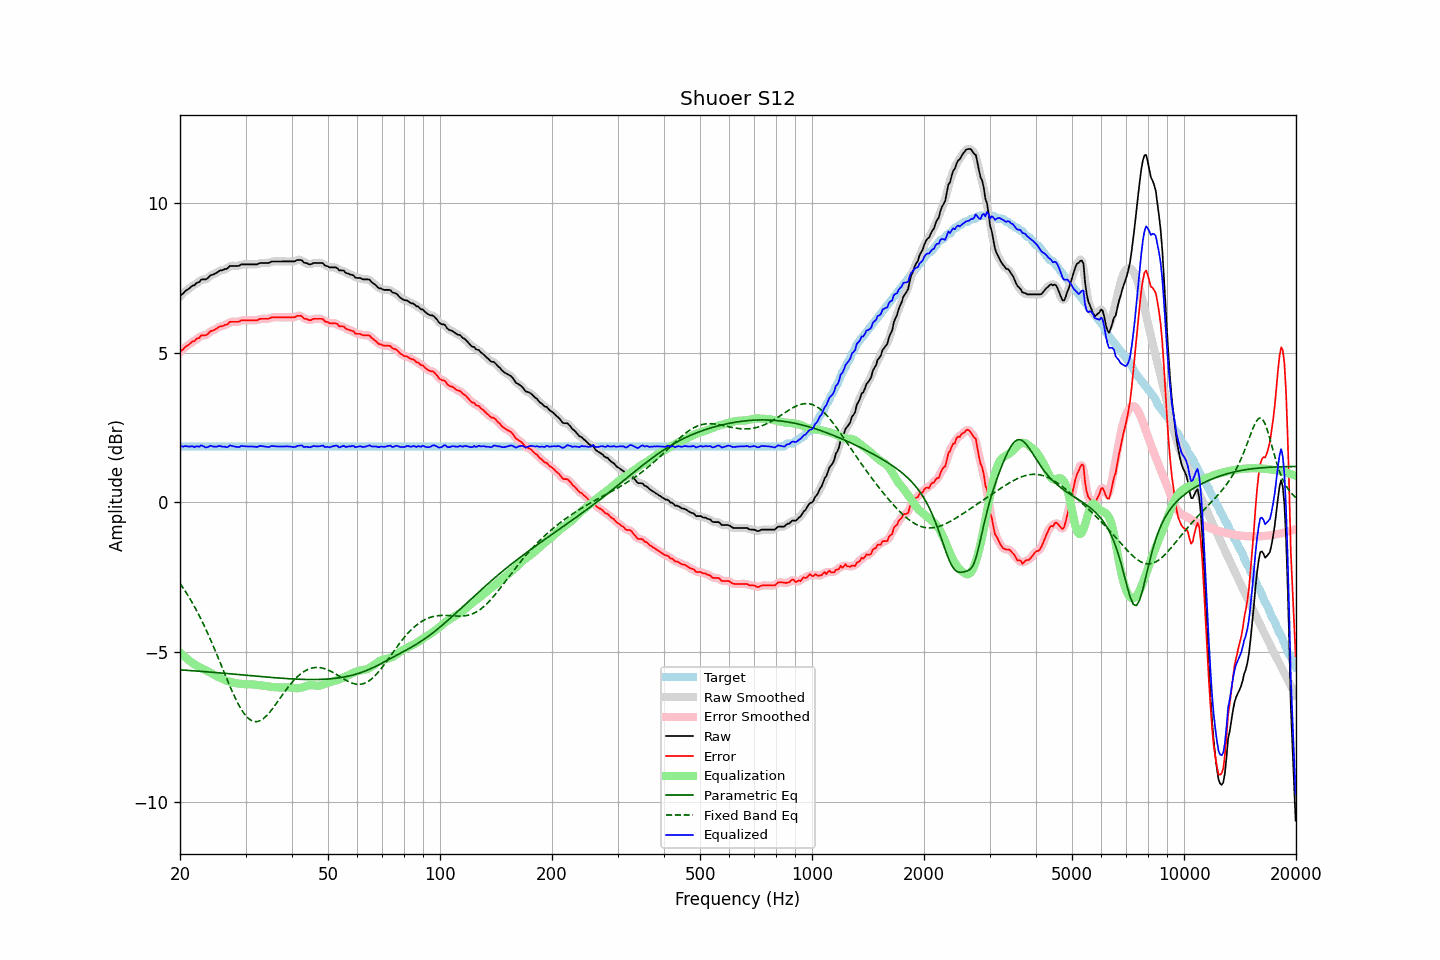 Shuoer S12
Amplitude (dBr)
10
5
0
−5
−10
Target
Raw Smoothed
Error Smoothed
Raw
Error
Equalization
Parametric Eq
Fixed Band Eq
Equalized
20 50 100 200 500 1000 2000 5000 10000 20000
Frequency (Hz)